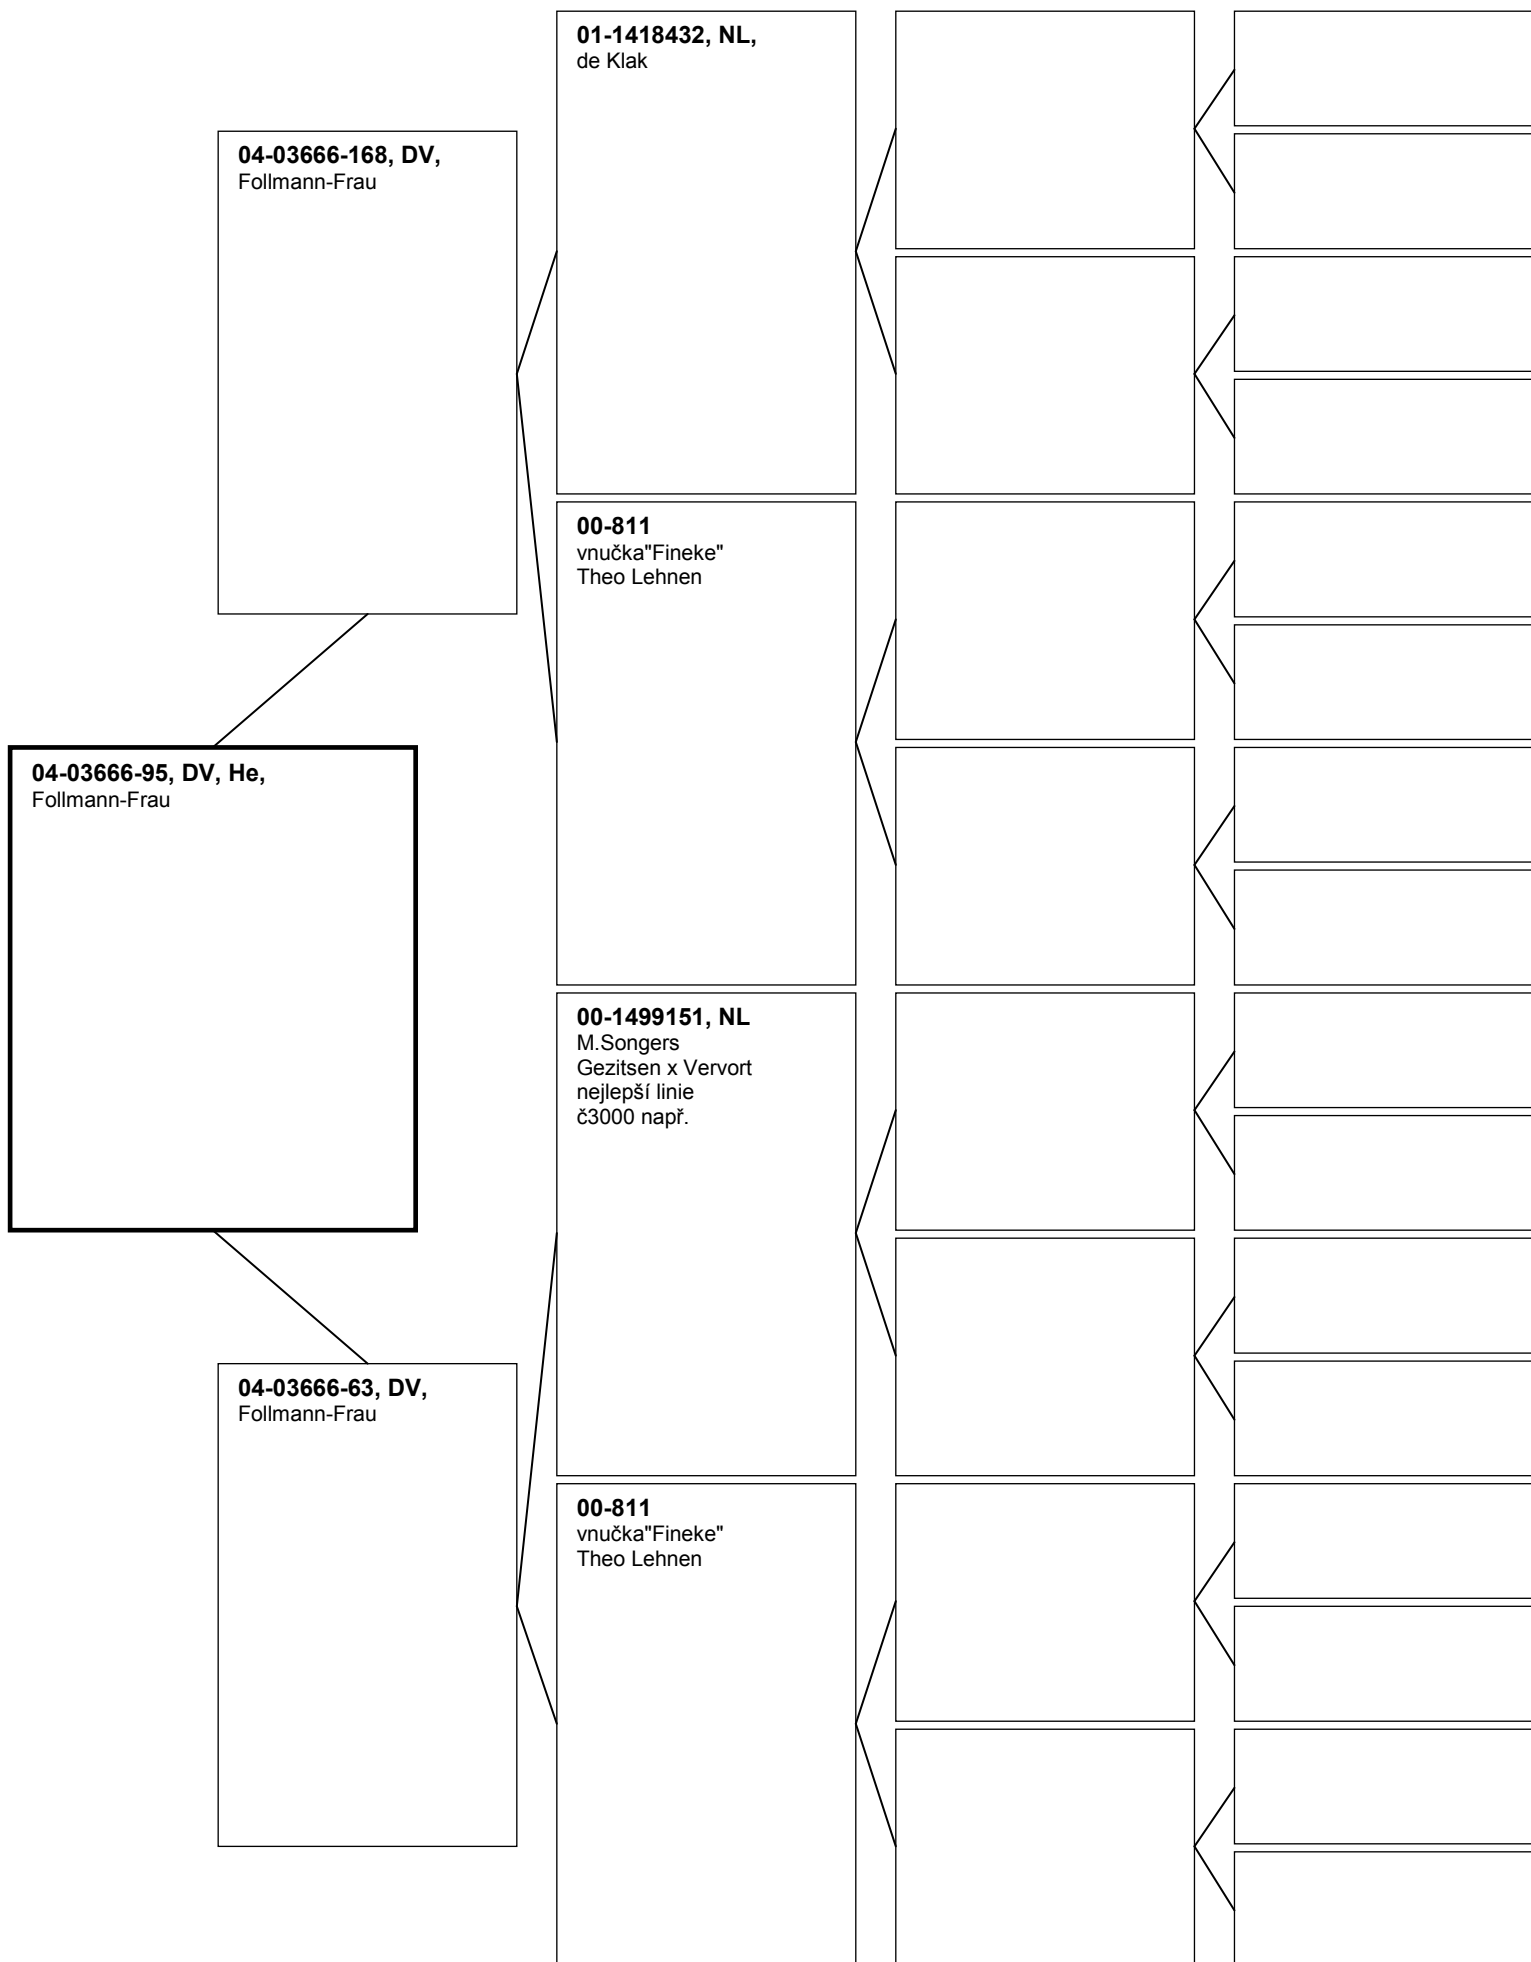 01-1418432, NL,
de Klak
04-03666-168, DV,
Follmann-Frau
00-811
vnučka"Fineke"
Theo Lehnen
04-03666-95, DV, He,
Follmann-Frau
00-1499151, NL
M.Songers
Gezitsen x Vervort
nejlepší linie
č3000 např.
04-03666-63, DV,
Follmann-Frau
00-811
vnučka"Fineke"
Theo Lehnen